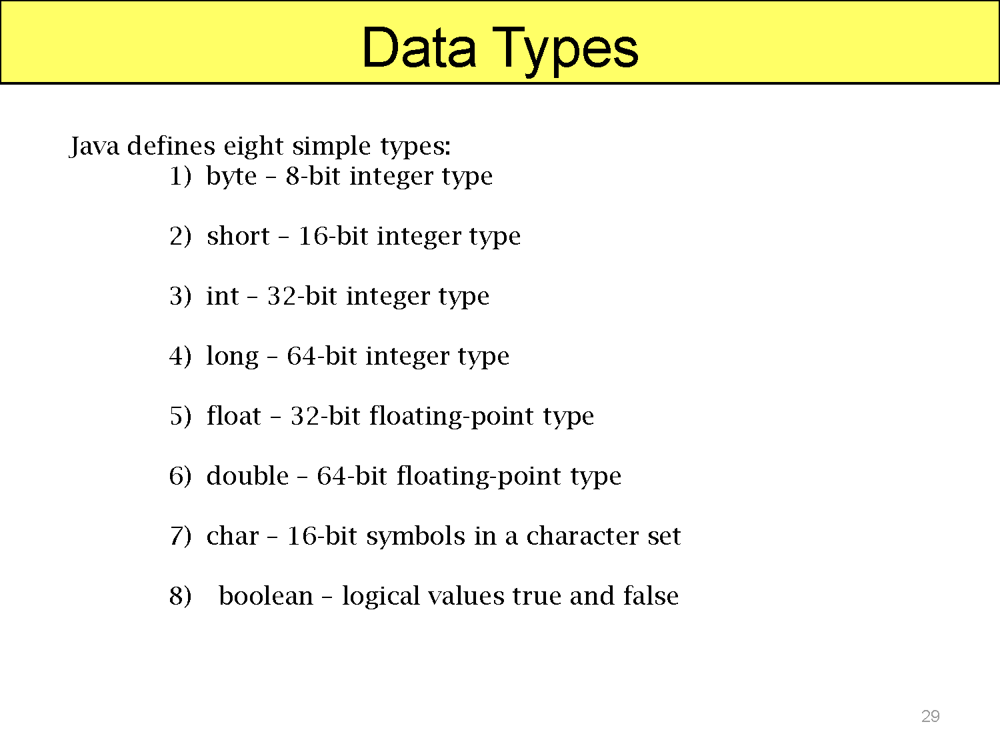 Data Types
Java defines eight simple types:
1) byte – 8-bit integer type
2) short – 16-bit integer type
3) int – 32-bit integer type
4) long – 64-bit integer type
5) float – 32-bit floating-point type
6) double – 64-bit floating-point type
7) char – 16-bit symbols in a character set
8) boolean – logical values true and false
29